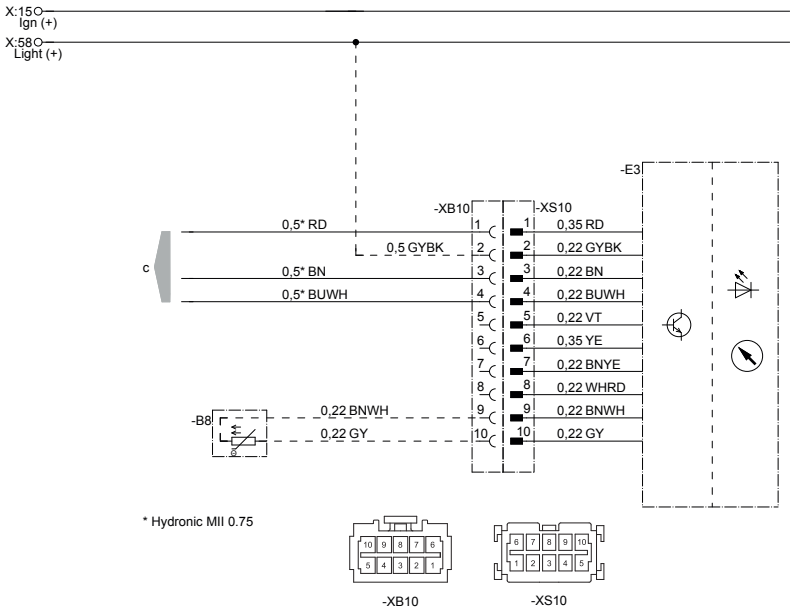 X:15
Ign (+)
X:58
Light (+)
-E3
-XB10 -XS10
0,5* RD 1 1 0,35 RD
0,5 GYBK 2 2 0,22 GYBK
c
0,5* BN 3 3 0,22 BN
0,5* BUWH 4 4 0,22 BUWH
5 5 0,22 VT
6 6 0,35 YE
7 7 0,22 BNYE
8 8 0,22 WHRD
-B8
0,22 BNWH 9 9 0,22 BNWH
0,22 GY 10 10 0,22 GY
* Hydronic MII 0.75
10 9 8 7 6
5 4 3 2 1
-XB10
6 7 8 9 10
1 2 3 4 5
-XS10